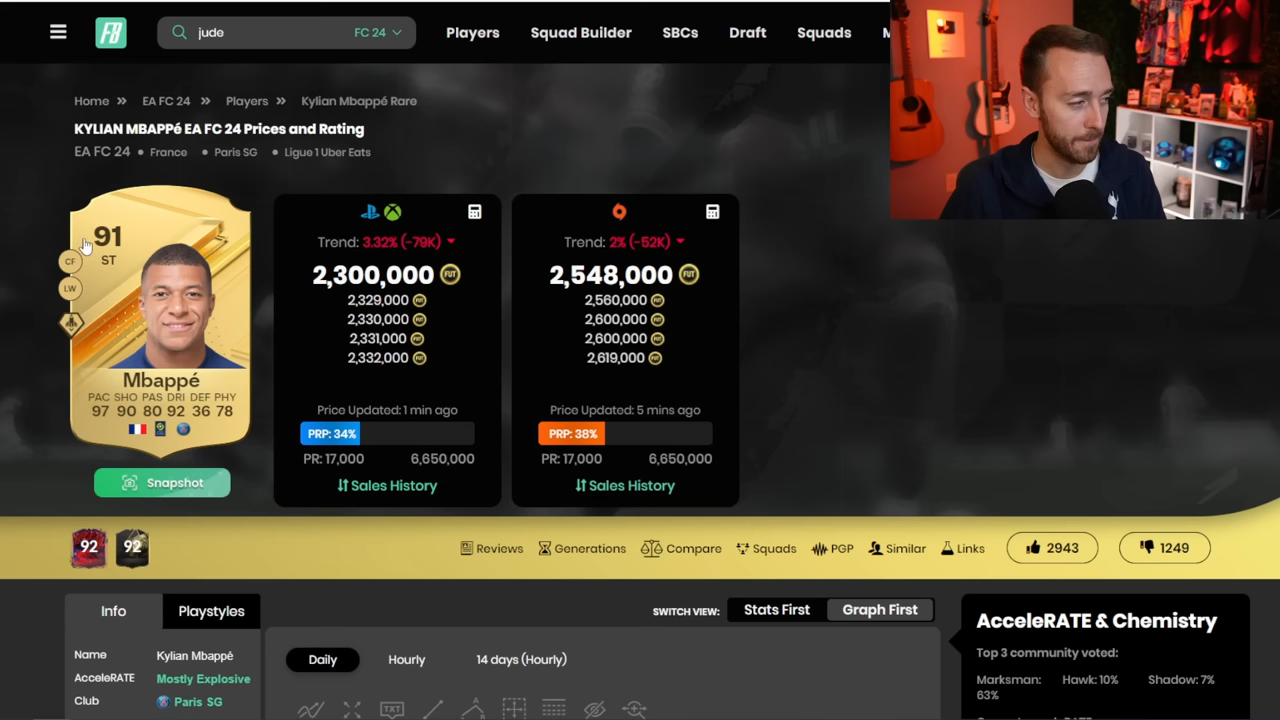 FB
jude
FC 24
Players
Squad Builder
SBCs
Draft
Squads
M
Home » EA FC 24 » Players » Kylian Mbappé Rare
KYLIAN MBAPPé EA FC 24 Prices and Rating
EA FC 24 • France • Paris SG • Ligue 1 Uber Eats
91
ST
CF
LW
Mbappé
PAC SHO PAS DRI DEF PHY
97 90 80 92 36 78
Snapshot
Trend: 3.32% (-79K)
2,300,000 FUT
2,329,000
2,330,000
2,331,000
2,332,000
Price Updated: 1 min ago
PRP: 34%
PR: 17,000 6,650,000
Sales History
Trend: 2% (-52K)
2,548,000 FUT
2,560,000
2,600,000
2,600,000
2,619,000
Price Updated: 5 mins ago
PRP: 38%
PR: 17,000 6,650,000
Sales History
92 92
Reviews
Generations
Compare
Squads
PGP
Similar
Links
2943
1249
Info
Playstyles
SWITCH VIEW:
Stats First
Graph First
Name Kylian Mbappé
AcceleRATE Mostly Explosive
Club Paris SG
Daily
Hourly
14 days (Hourly)
TXT
AcceleRATE & Chemistry
Top 3 community voted:
Marksman: Hawk: 10% Shadow: 7%
63%